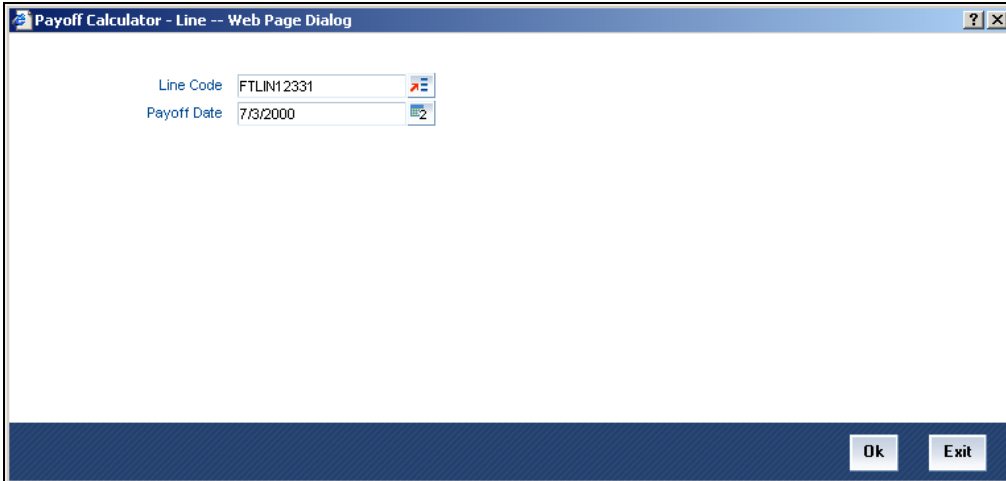 Payoff Calculator - Line -- Web Page Dialog
Line Code FTLIN12331
Payoff Date 7/3/2000
Ok Exit